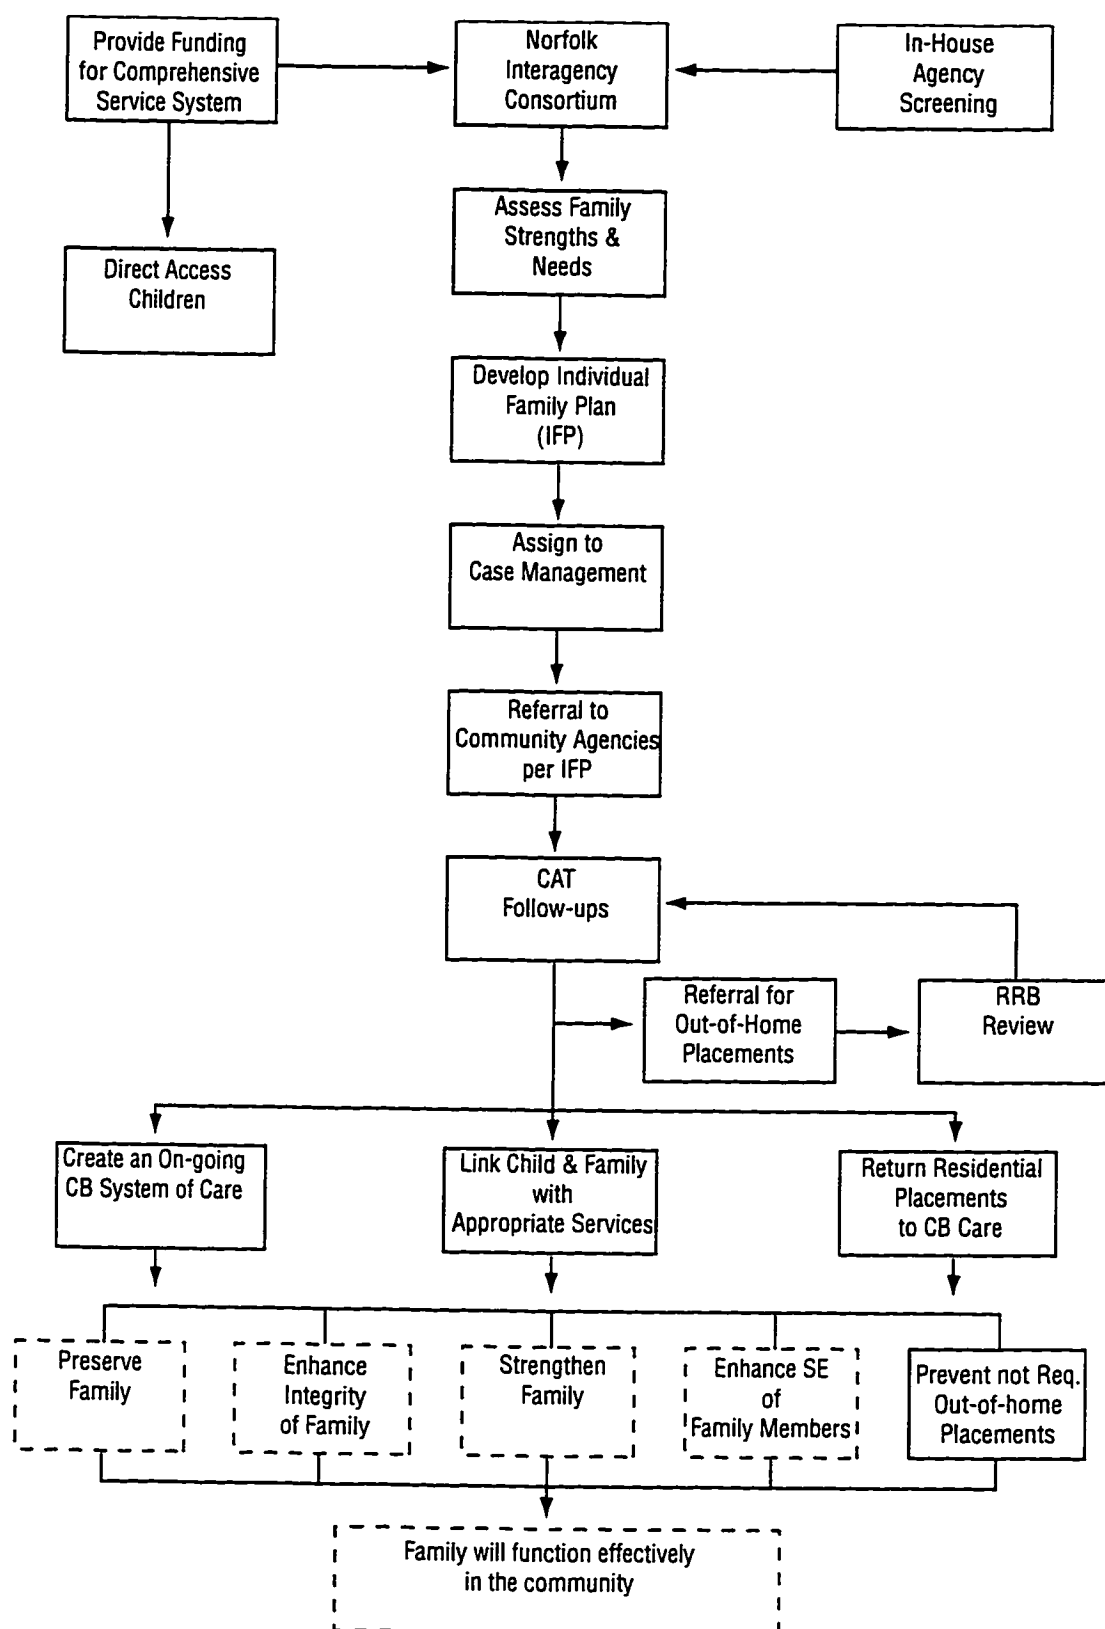 Provide Funding
for Comprehensive
Service System
Norfolk
Interagency
Consortium
In-House
Agency
Screening
Assess Family
Strengths &
Needs
Direct Access
Children
Develop Individual
Family Plan
(IFP)
Assign to
Case Management
Referral to
Community Agencies
per IFP
CAT
Follow-ups
Referral for
Out-of-Home
Placements
RRB
Review
Create an On-going
CB System of Care
Link Child & Family
with
Appropriate Services
Return Residential
Placements
to CB Care
Preserve
Family
Enhance
Integrity
of Family
Strengthen
Family
Enhance SE
of
Family Members
Prevent not Req.
Out-of-home
Placements
Family will function effectively
in the community